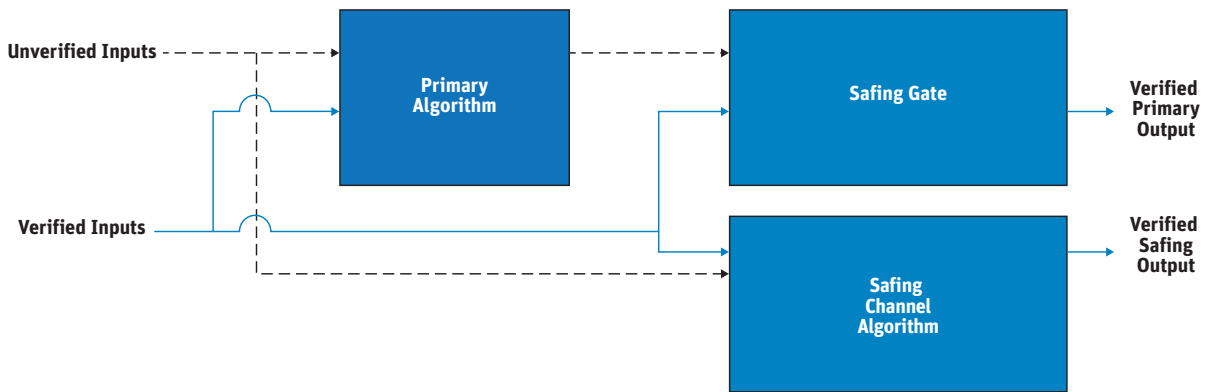 Unverified Inputs
Primary
Algorithm
Safing Gate
Verified
Primary
Output
Verified Inputs
Verified
Safing
Output
Safing
Channel
Algorithm